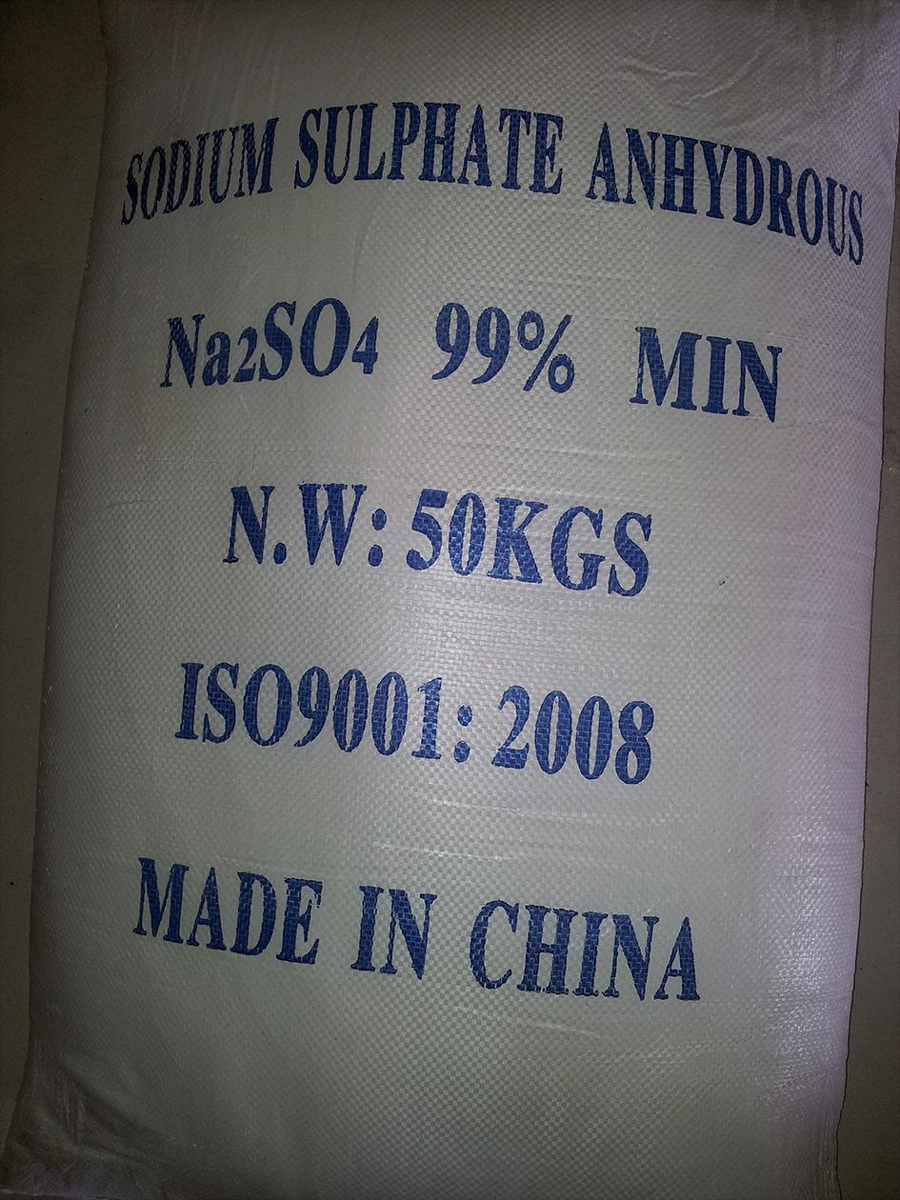 SODIUM SULPHATE ANHYDROUS
Na2SO4 99% MIN
N.W: 50KGS
ISO9001: 2008
MADE IN CHINA